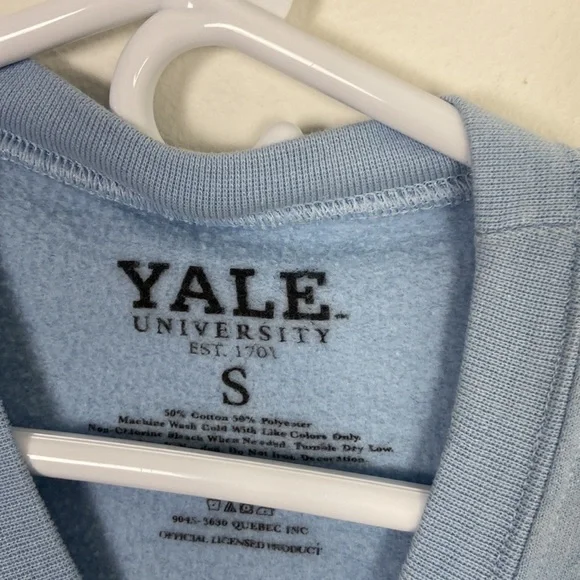 YALE™
UNIVERSITY
EST. 1701
S
50% Cotton 50% Polyester
Machine Wash Cold With Like Colors Only.
Non-Chlorine Bleach When Needed. Tumble Dry Low.
Do Not Iron Decoration.
9045-3630 QUEBEC INC
OFFICIAL LICENSED PRODUCT